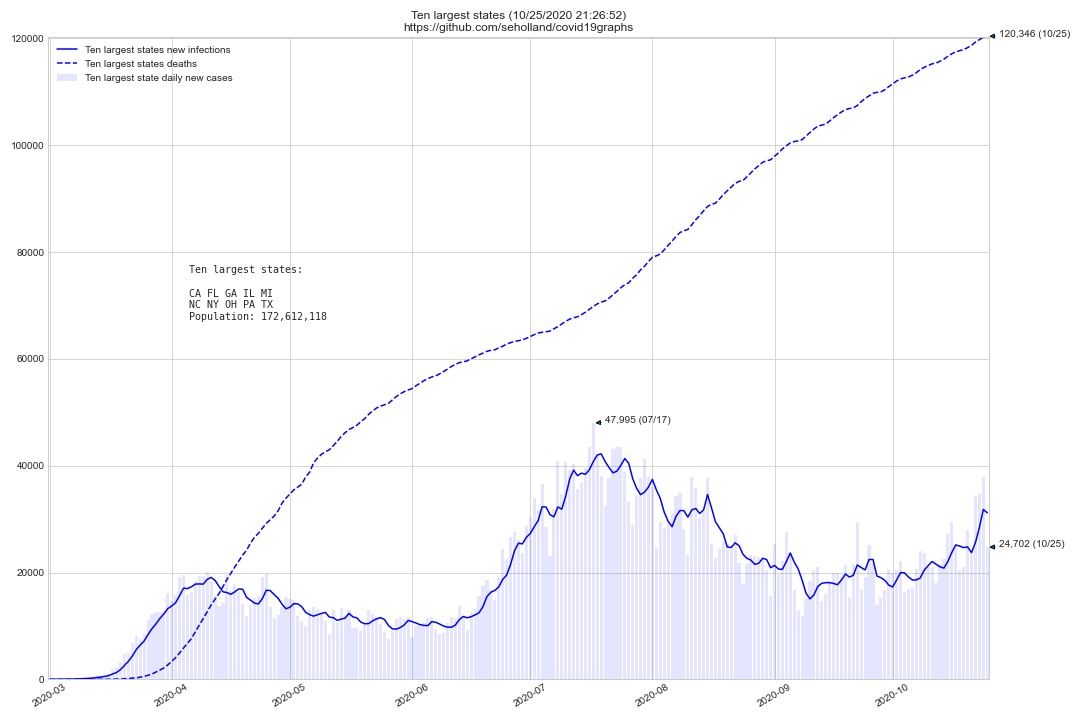 Ten largest states (10/25/2020 21:26:52)
https://github.com/seholland/covid19graphs
Ten largest states new infections
Ten largest states deaths
Ten largest state daily new cases
120000
100000
80000
60000
40000
20000
0
120,346 (10/25)
Ten largest states:
CA FL GA IL MI
NC NY OH PA TX
Population: 172,612,118
47,995 (07/17)
24,702 (10/25)
2020-03
2020-04
2020-05
2020-06
2020-07
2020-08
2020-09
2020-10